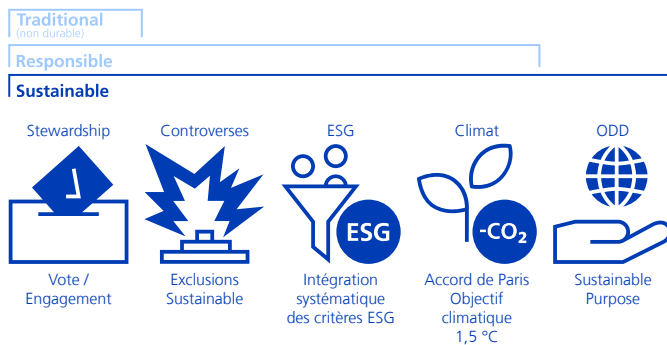 Traditional
(non durable)
Responsible
Sustainable
Stewardship
Controverses
ESG
Climat
ODD
ESG
-CO₂
Vote /
Engagement
Exclusions
Sustainable
Intégration
systématique
des critères ESG
Accord de Paris
Objectif
climatique
1,5 °C
Sustainable
Purpose